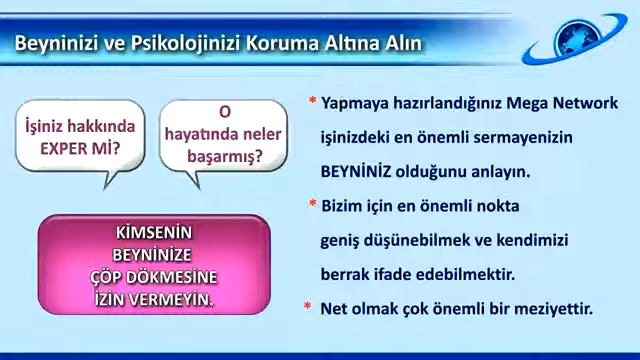 Beyninizi ve Psikolojinizi Koruma Altına Alın
İşiniz hakkında
EXPER Mİ?
O
hayatında neler
başarmış?
KİMSENİN
BEYNİNİZE
ÇÖP DÖKMESİNE
İZİN VERMEYİN.
* Yapmaya hazırlandığınız Mega Network
işinizdeki en önemli sermayenizin
BEYNİNİZ olduğunu anlayın.
* Bizim için en önemli nokta
geniş düşünebilmek ve kendimizi
berrak ifade edebilmektir.
* Net olmak çok önemli bir meziyettir.